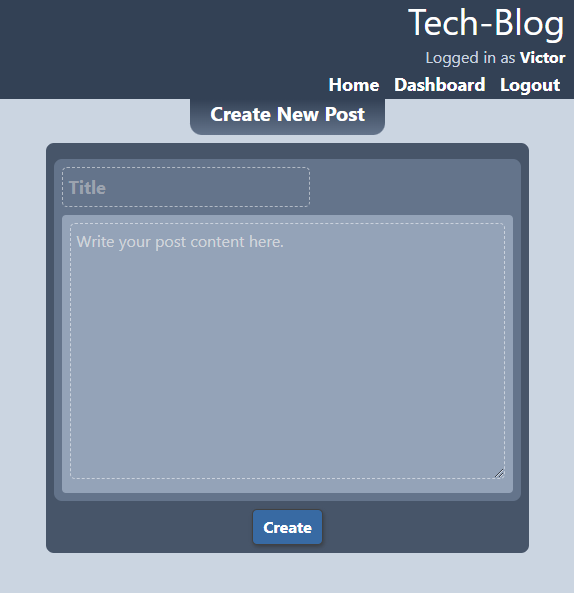 Tech-Blog
Logged in as Victor
Home Dashboard Logout
Create New Post
Title
Write your post content here.
Create